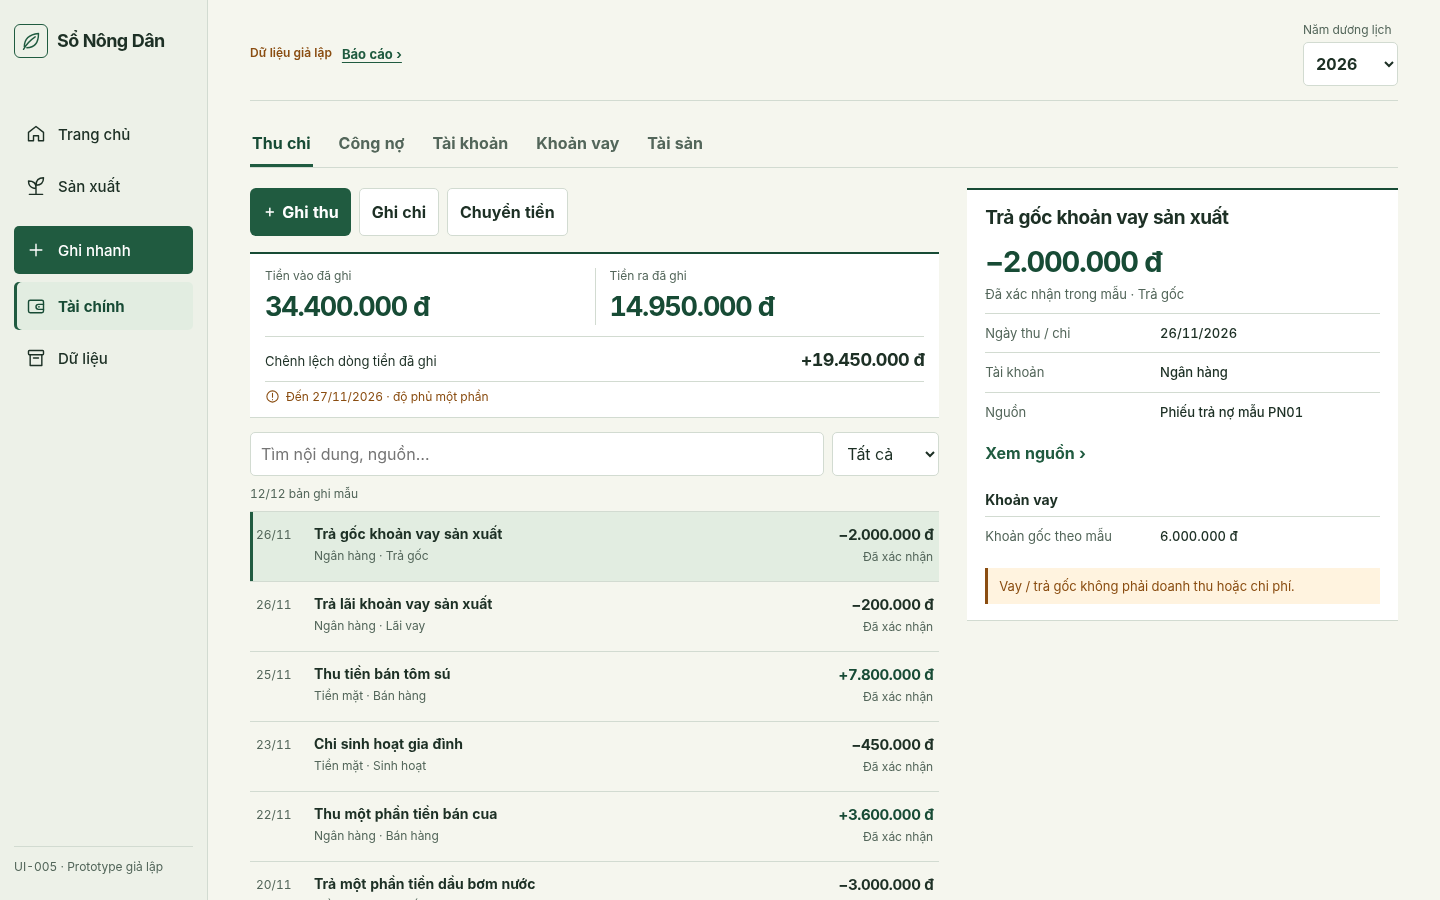 Sổ Nông Dân
Trang chủ
Sản xuất
Ghi nhanh
Tài chính
Dữ liệu
UI-005 · Prototype giả lập
Dữ liệu giả lập
Báo cáo ›
Năm dương lịch
2026
Thu chi
Công nợ
Tài khoản
Khoản vay
Tài sản
+ Ghi thu
Ghi chi
Chuyển tiền
Tiền vào đã ghi
34.400.000 đ
Tiền ra đã ghi
14.950.000 đ
Chênh lệch dòng tiền đã ghi
+19.450.000 đ
Đến 27/11/2026 · độ phủ một phần
Tìm nội dung, nguồn...
Tất cả
12/12 bản ghi mẫu
26/11
Trả gốc khoản vay sản xuất
−2.000.000 đ
Ngân hàng · Trả gốc
Đã xác nhận
26/11
Trả lãi khoản vay sản xuất
−200.000 đ
Ngân hàng · Lãi vay
Đã xác nhận
25/11
Thu tiền bán tôm sú
+7.800.000 đ
Tiền mặt · Bán hàng
Đã xác nhận
23/11
Chi sinh hoạt gia đình
−450.000 đ
Tiền mặt · Sinh hoạt
Đã xác nhận
22/11
Thu một phần tiền bán cua
+3.600.000 đ
Ngân hàng · Bán hàng
Đã xác nhận
20/11
Trả một phần tiền dầu bơm nước
−3.000.000 đ
Trả gốc khoản vay sản xuất
−2.000.000 đ
Đã xác nhận trong mẫu · Trả gốc
Ngày thu / chi
26/11/2026
Tài khoản
Ngân hàng
Nguồn
Phiếu trả nợ mẫu PN01
Xem nguồn ›
Khoản vay
Khoản gốc theo mẫu
6.000.000 đ
Vay / trả gốc không phải doanh thu hoặc chi phí.